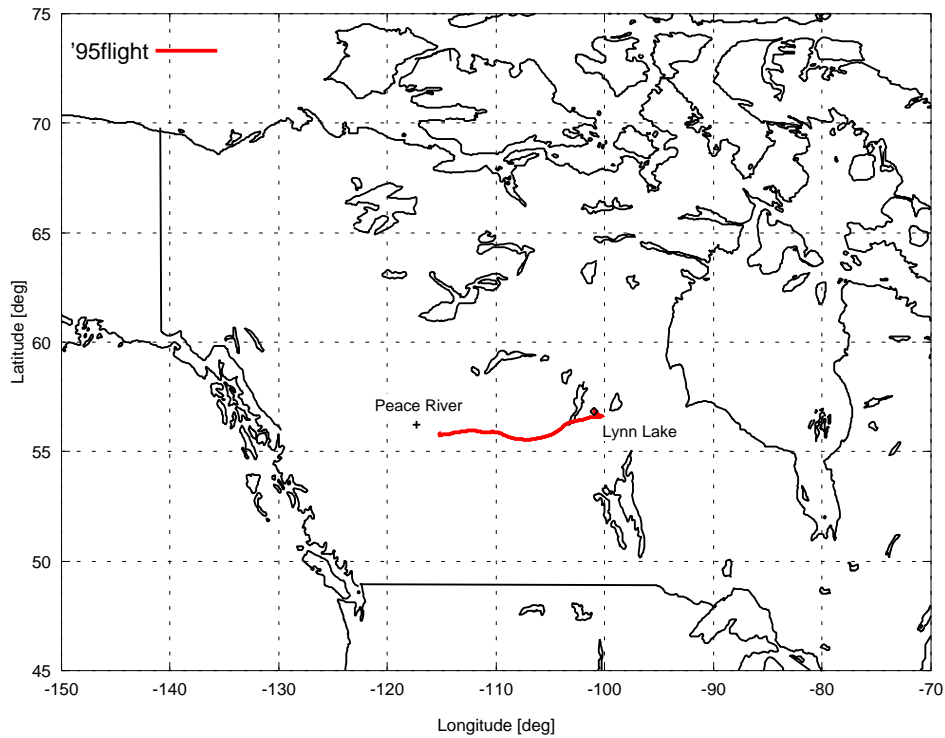 75
'95flight
70
65
Latitude [deg]
60
Peace River
Lynn Lake
55
50
45
-150 -140 -130 -120 -110 -100 -90 -80 -70
Longitude [deg]